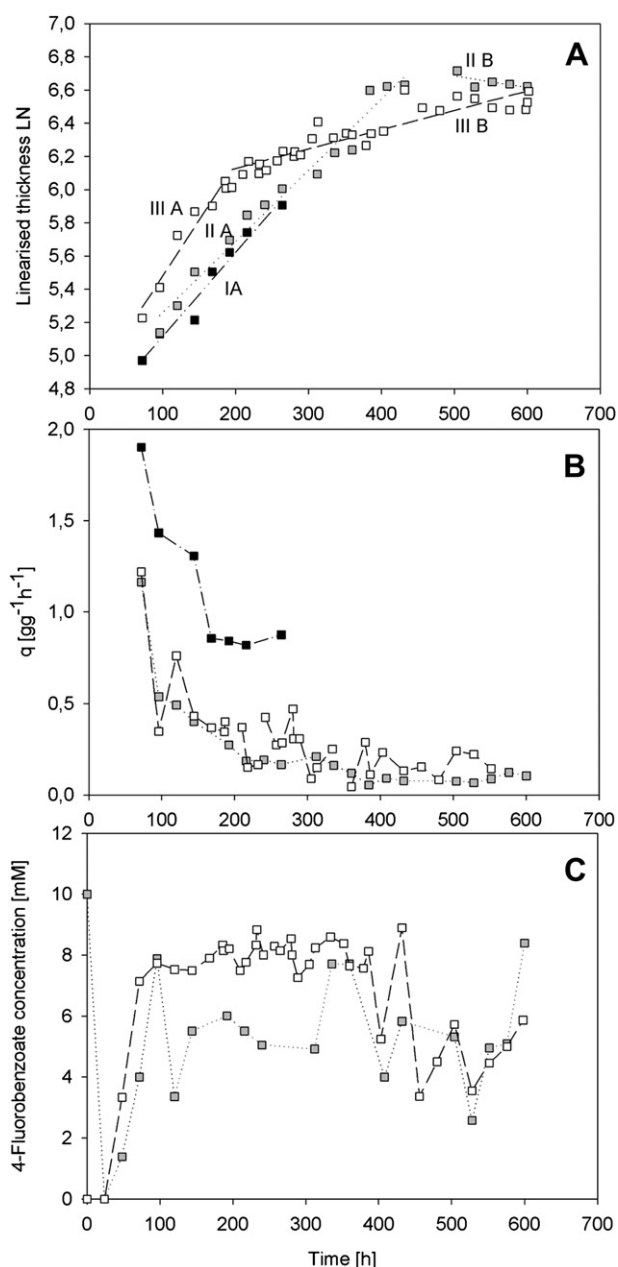 A
7,0
6,8
6,6
6,4
6,2
6,0
5,8
5,6
5,4
5,2
5,0
4,8
Linearised thickness LN
II B
III B
III A
II A
IA
0 100 200 300 400 500 600 700
B
2,0
1,5
1,0
0,5
0,0
q [gg⁻¹h⁻¹]
0 100 200 300 400 500 600 700
C
12
10
8
6
4
2
0
4-Fluorobenzoate concentration [mM]
0 100 200 300 400 500 600 700
Time [h]